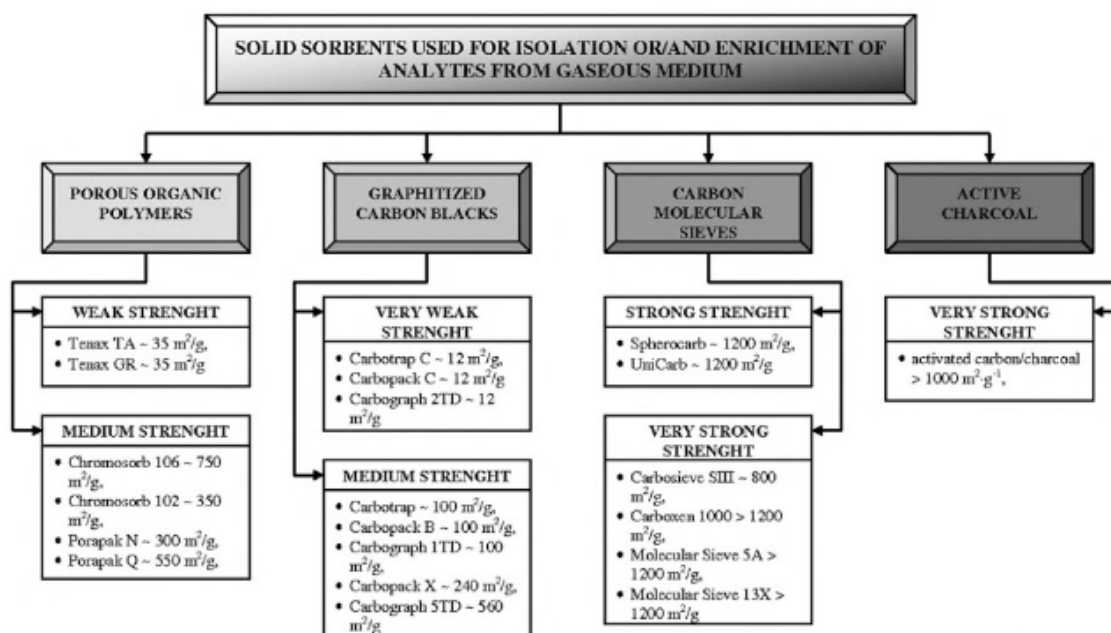 SOLID SORBENTS USED FOR ISOLATION OR/AND ENRICHMENT OF
ANALYTES FROM GASEOUS MEDIUM
POROUS ORGANIC
POLYMERS
WEAK STRENGHT
• Tenax TA ~ 35 m²/g,
• Tenax GR ~ 35 m²/g
MEDIUM STRENGHT
• Chromosorb 106 ~ 750
m²/g,
• Chromosorb 102 ~ 350
m²/g,
• Porapak N ~ 300 m²/g,
• Porapak Q ~ 550 m²/g,
GRAPHITIZED
CARBON BLACKS
VERY WEAK
STRENGHT
• Carbotrap C ~ 12 m²/g,
• Carbopack C ~ 12 m²/g
• Carbograph 2TD ~ 12
m²/g
MEDIUM STRENGHT
• Carbotrap ~ 100 m²/g,
• Carbopack B ~ 100 m²/g,
• Carbograph 1TD ~ 100
m²/g,
• Carbopack X ~ 240 m²/g,
• Carbograph 5TD ~ 560
m²/g
CARBON
MOLECULAR
SIEVES
STRONG STRENGHT
• Spherocarb ~ 1200 m²/g,
• UniCarb ~ 1200 m²/g
VERY STRONG
STRENGHT
• Carbosieve SIII ~ 800
m²/g,
• Carboxen 1000 > 1200
m²/g,
• Molecular Sieve 5A >
1200 m²/g,
• Molecular Sieve 13X >
1200 m²/g
ACTIVE
CHARCOAL
VERY STRONG
STRENGHT
• activated carbon/charcoal
> 1000 m²·g⁻¹,